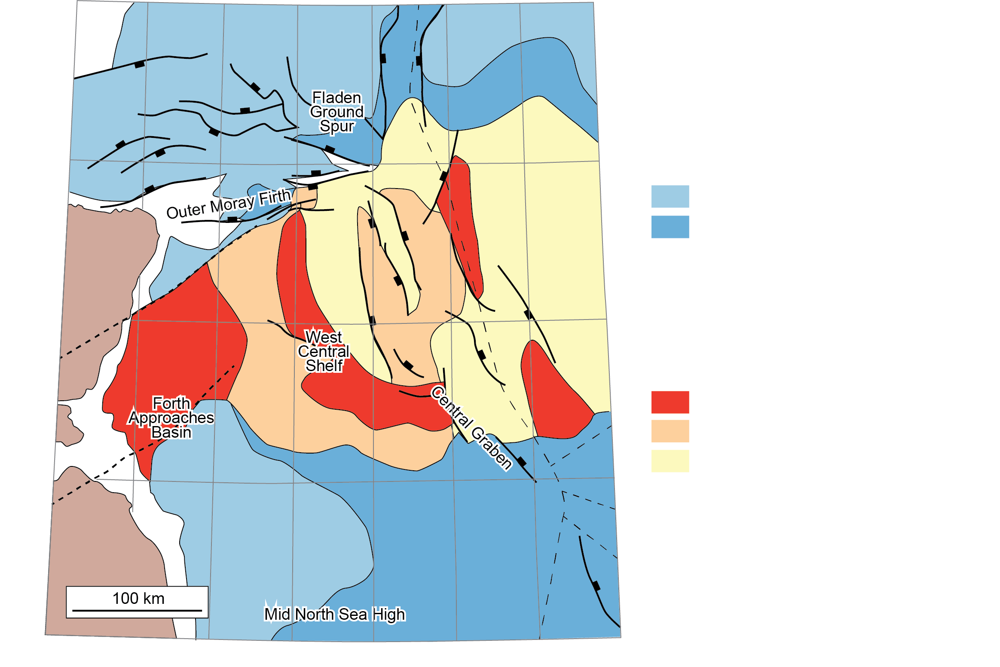 Fladen
Ground
Spur
Outer Moray Firth
West
Central
Shelf
Forth
Approaches
Basin
Central Graben
100 km
Mid North Sea High